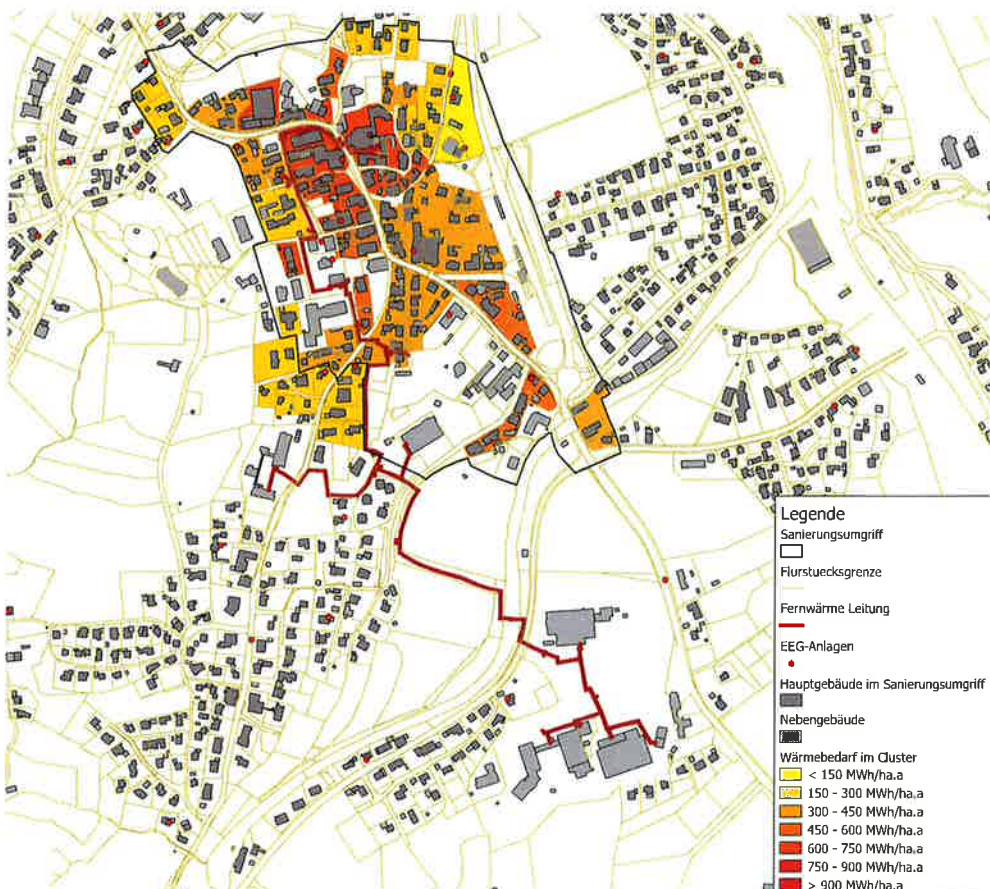 Legende
Sanierungsumgriff
Flurstuecksgrenze
Fernwärme Leitung
EEG-Anlagen
Hauptgebäude im Sanierungsumgriff
Nebengebäude
Wärmebedarf im Cluster
< 150 MWh/ha.a
150 - 300 MWh/ha.a
300 - 450 MWh/ha.a
450 - 600 MWh/ha.a
600 - 750 MWh/ha.a
750 - 900 MWh/ha.a
> 900 MWh/ha.a